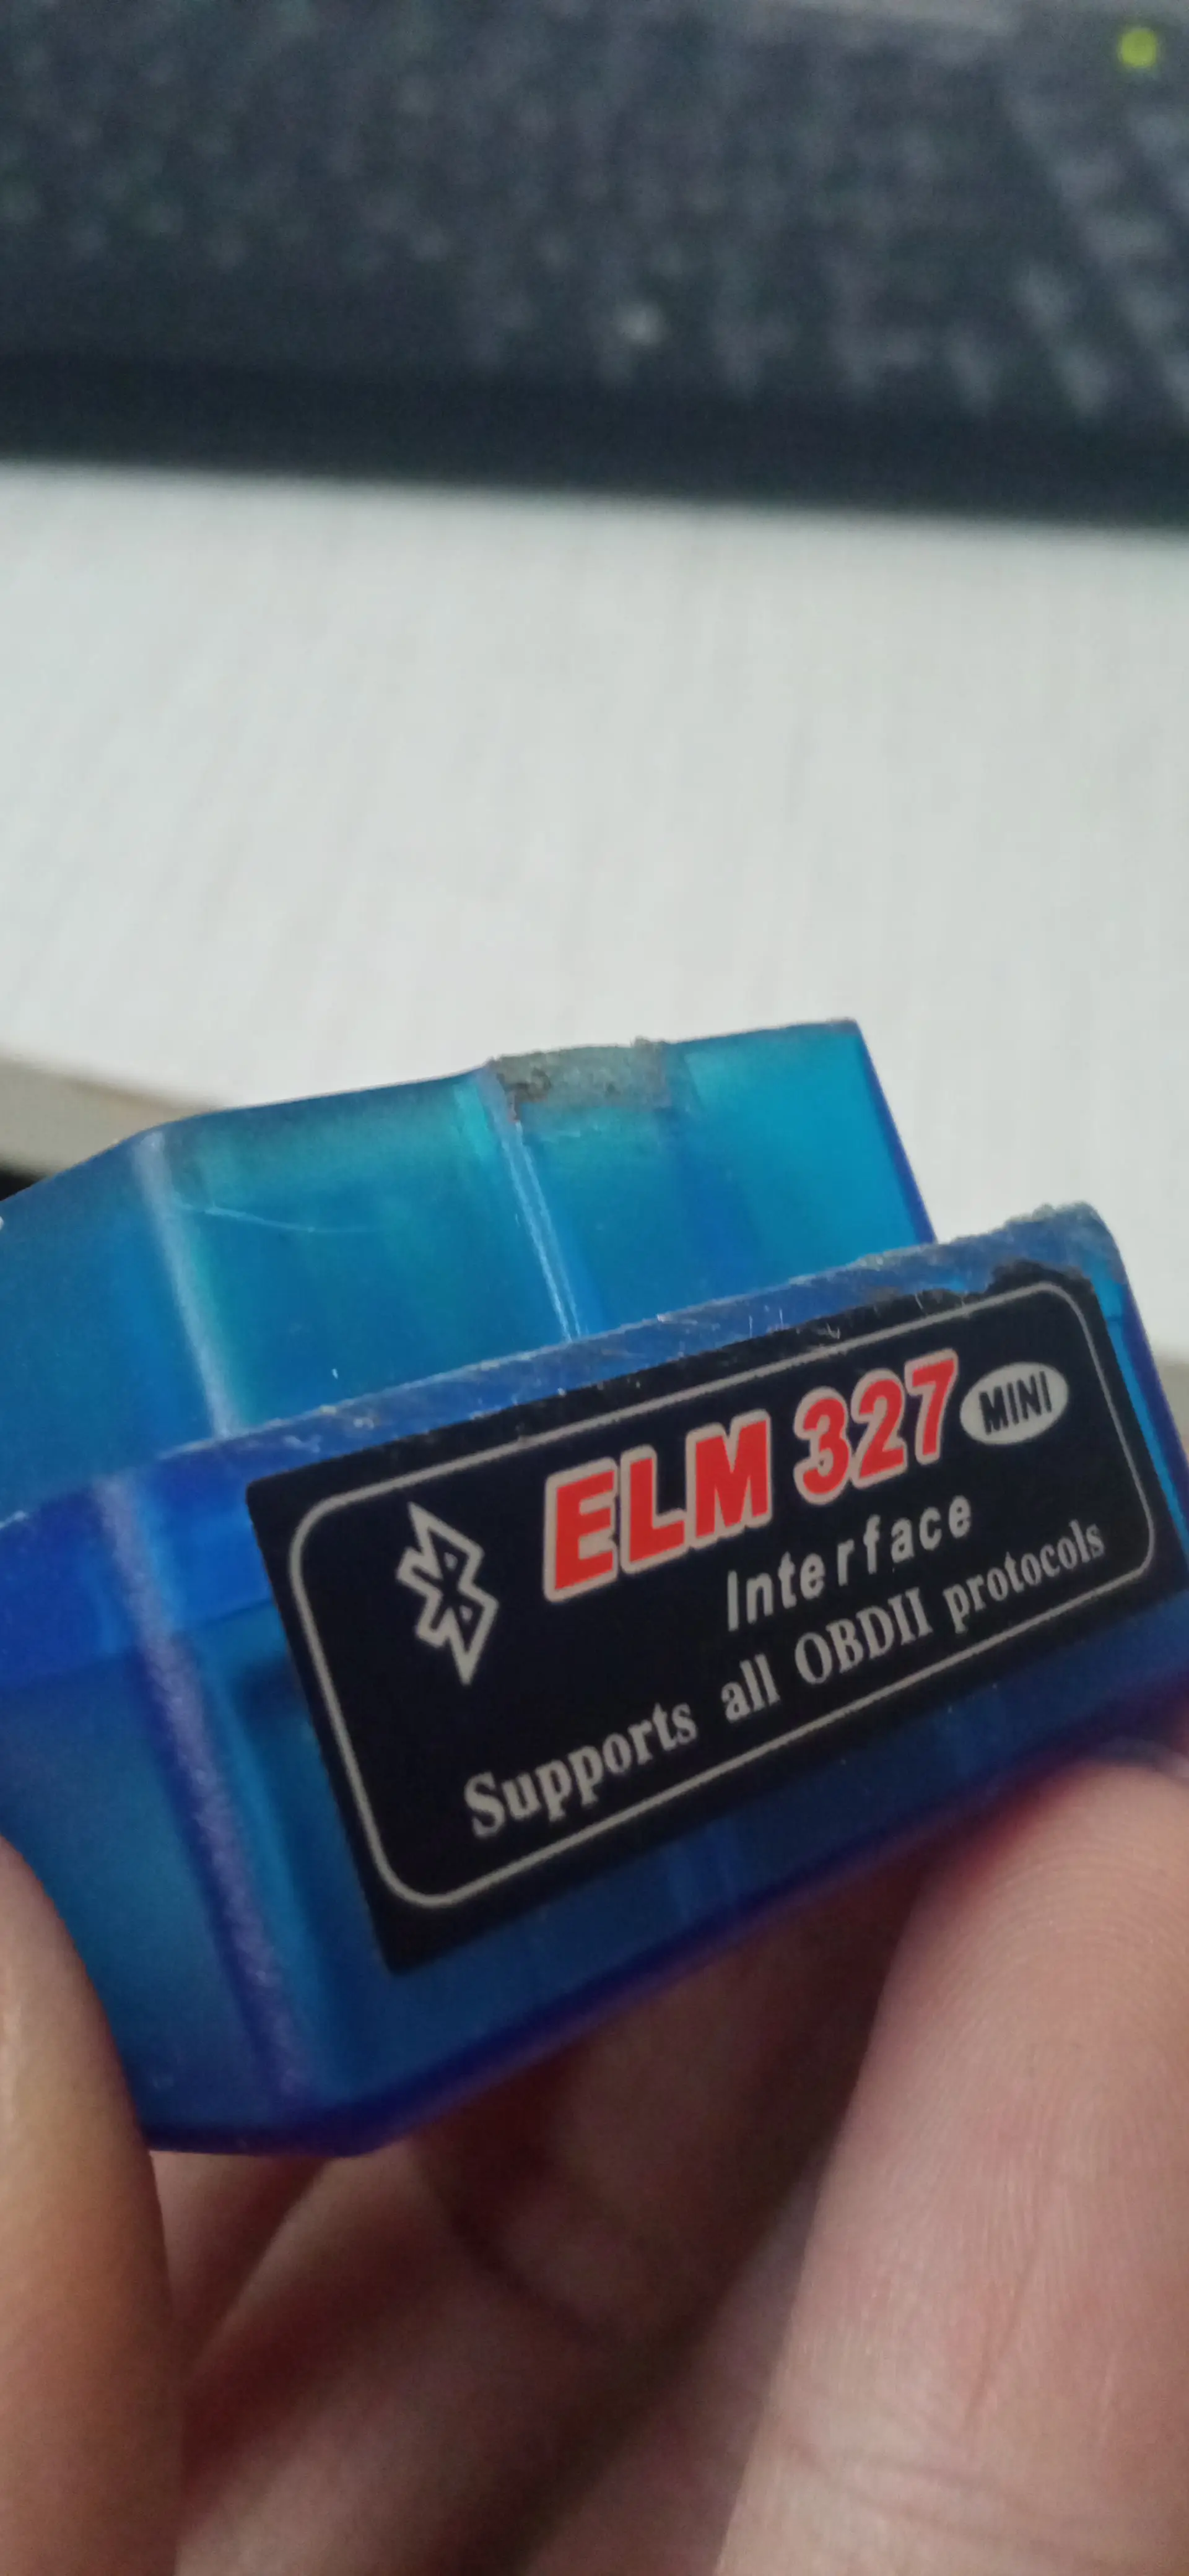 ELM 327 MINI
Interface
Supports all OBDII protocols